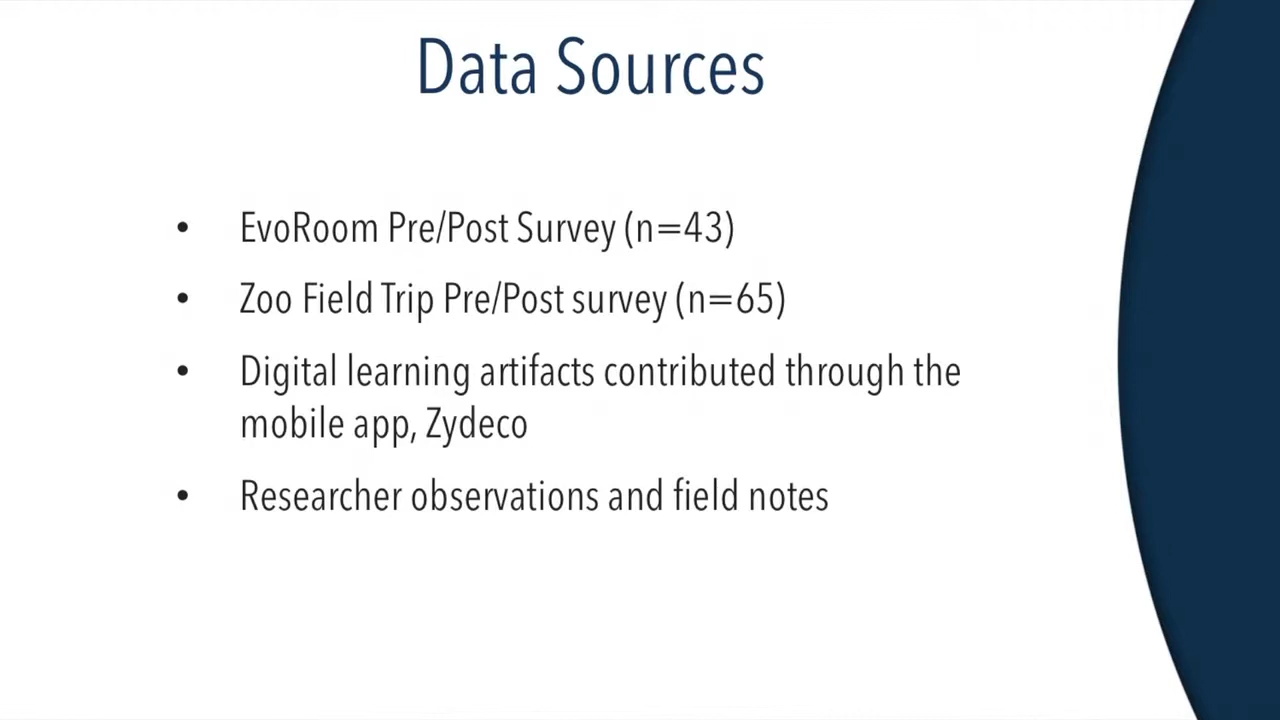 Data Sources
• EvoRoom Pre/Post Survey (n=43)
• Zoo Field Trip Pre/Post survey (n=65)
• Digital learning artifacts contributed through the
mobile app, Zydeco
• Researcher observations and field notes